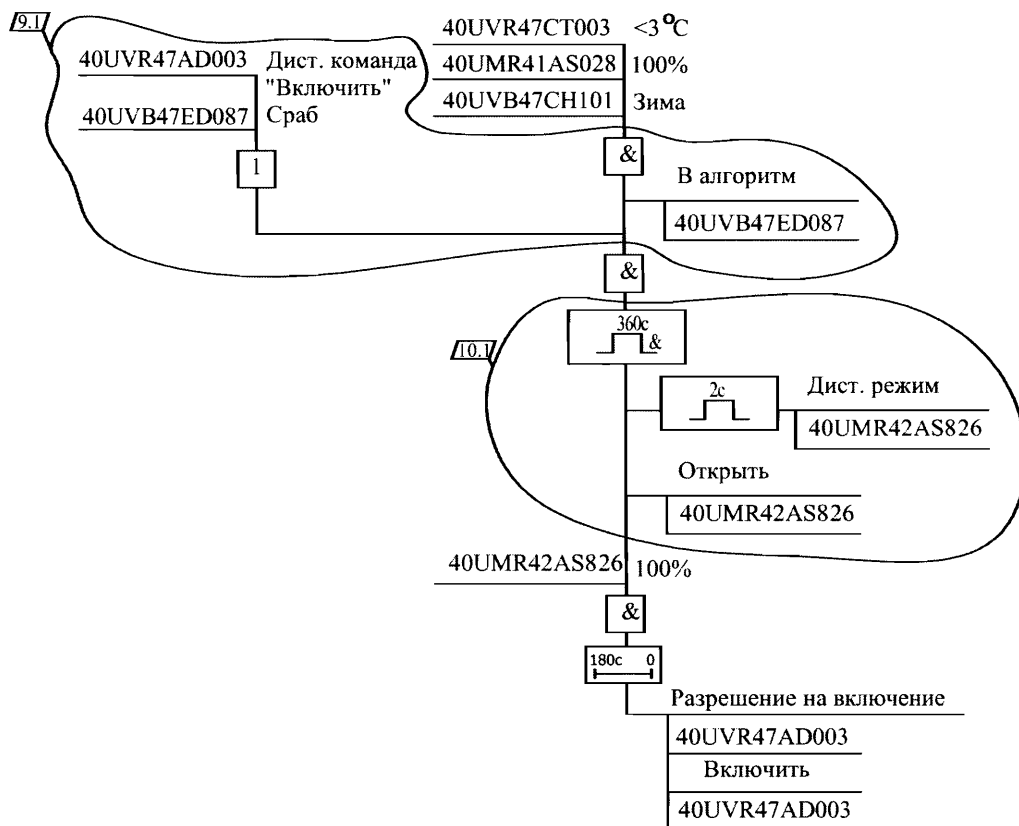 9.1
40UVR47CT003 <3°C
40UVR47AD003 Дист. команда
"Включить"
40UMR41AS028 100%
40UVB47ED087 Сраб
40UVB47CH101 Зима
1
&
В алгоритм
40UVB47ED087
&
360с
&
10.1
2с
Дист. режим
40UMR42AS826
Открыть
40UMR42AS826
40UMR42AS826 100%
&
180с 0
Разрешение на включение
40UVR47AD003
Включить
40UVR47AD003